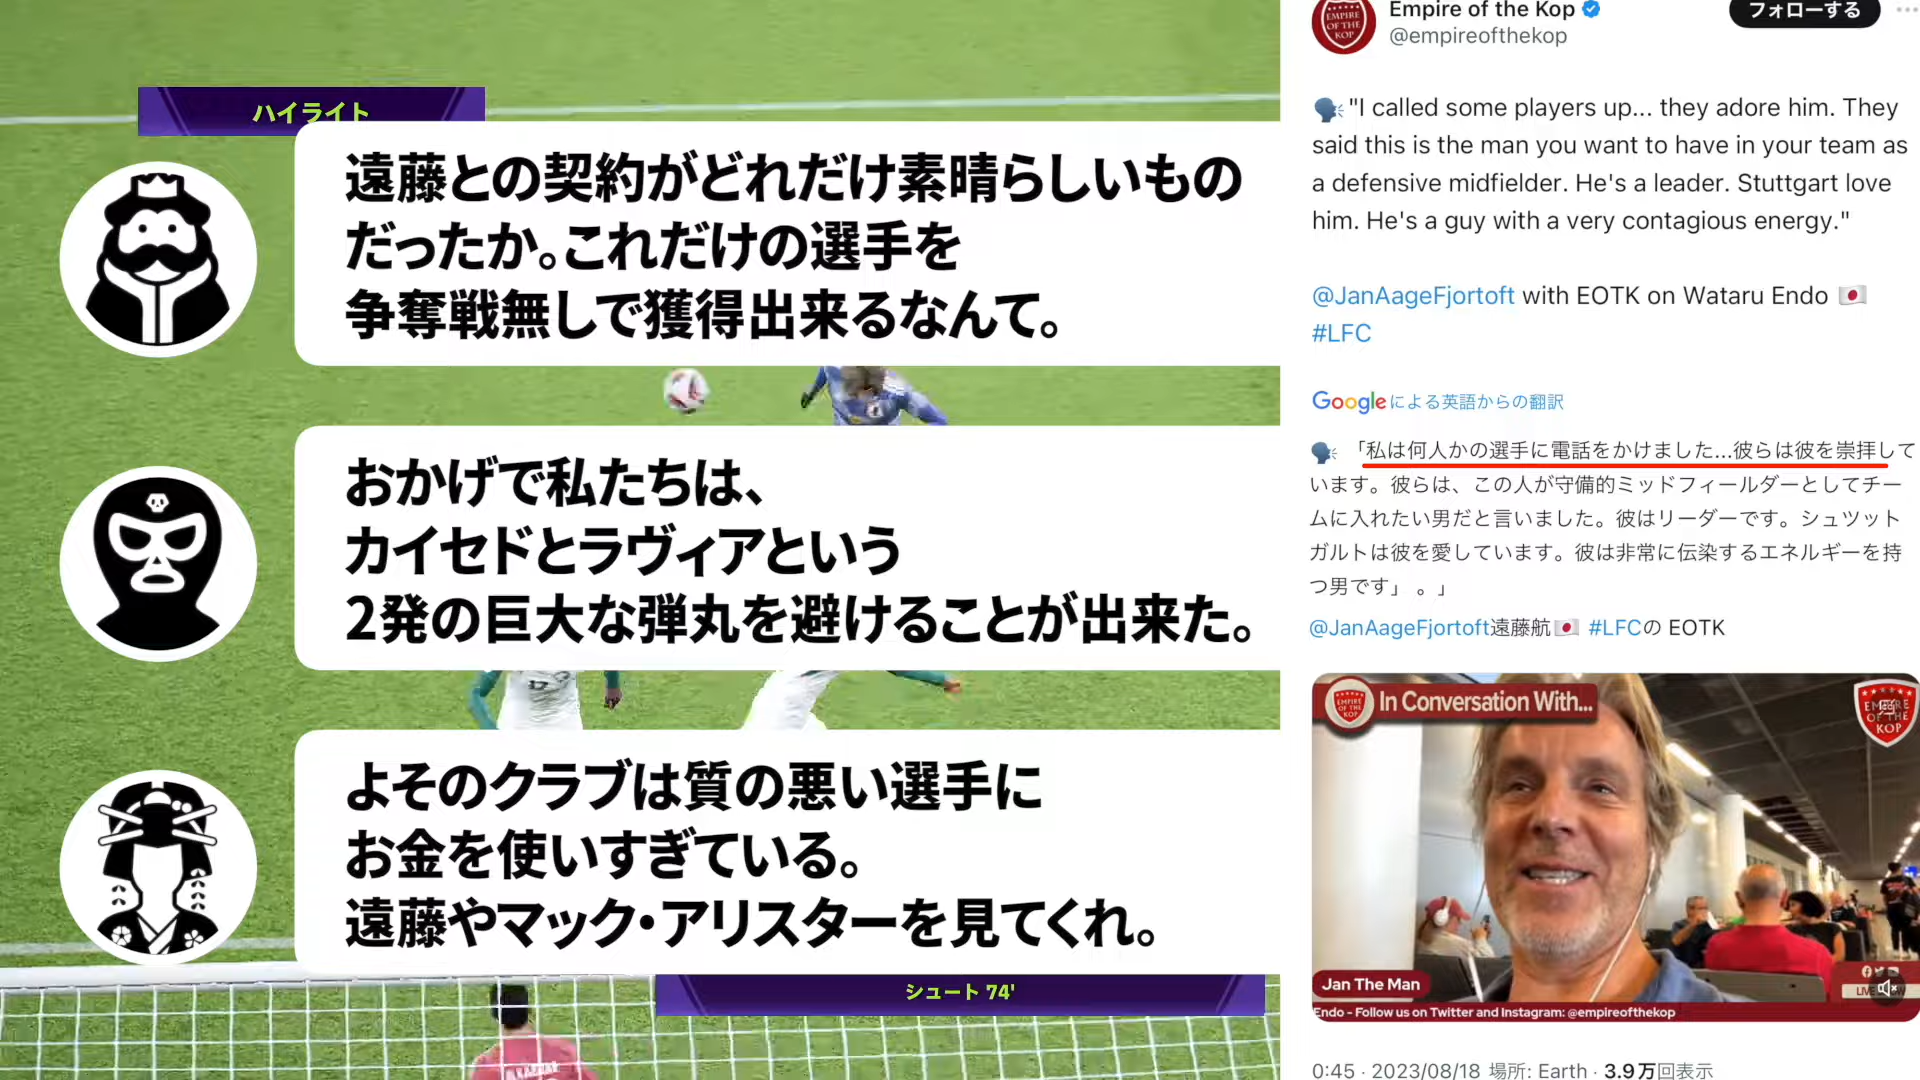 ハイライト
遠藤との契約がどれだけ素晴らしいもの
だったか。これだけの選手を
争奪戦無しで獲得出来るなんて。
おかげで私たちは、
カイセドとラヴィアという
2発の巨大な弾丸を避けることが出来た。
よそのクラブは質の悪い選手に
お金を使いすぎている。
遠藤やマック・アリスターを見てくれ。
17
シュート 74'
EMPIRE OF THE KOP
Empire of the Kop
@empireofthekop
フォローする
"I called some players up... they adore him. They
said this is the man you want to have in your team as
a defensive midfielder. He's a leader. Stuttgart love
him. He's a guy with a very contagious energy."
@JanAageFjortoft with EOTK on Wataru Endo
#LFC
Googleによる英語からの翻訳
「私は何人かの選手に電話をかけました...彼らは彼を崇拝して
います。彼らは、この人が守備的ミッドフィールダーとしてチー
ムに入れたい男だと言いました。彼はリーダーです。シュツット
ガルトは彼を愛しています。彼は非常に伝染するエネルギーを持
つ男です」 。」
@JanAageFjortoft遠藤航 #LFCの EOTK
EMPIRE OF THE KOP
In Conversation With...
EMPIRE OF THE KOP
Jan The Man
Endo - Follow us on Twitter and Instagram: @empireofthekop
0:45 · 2023/08/18 場所: Earth · 3.9万回表示